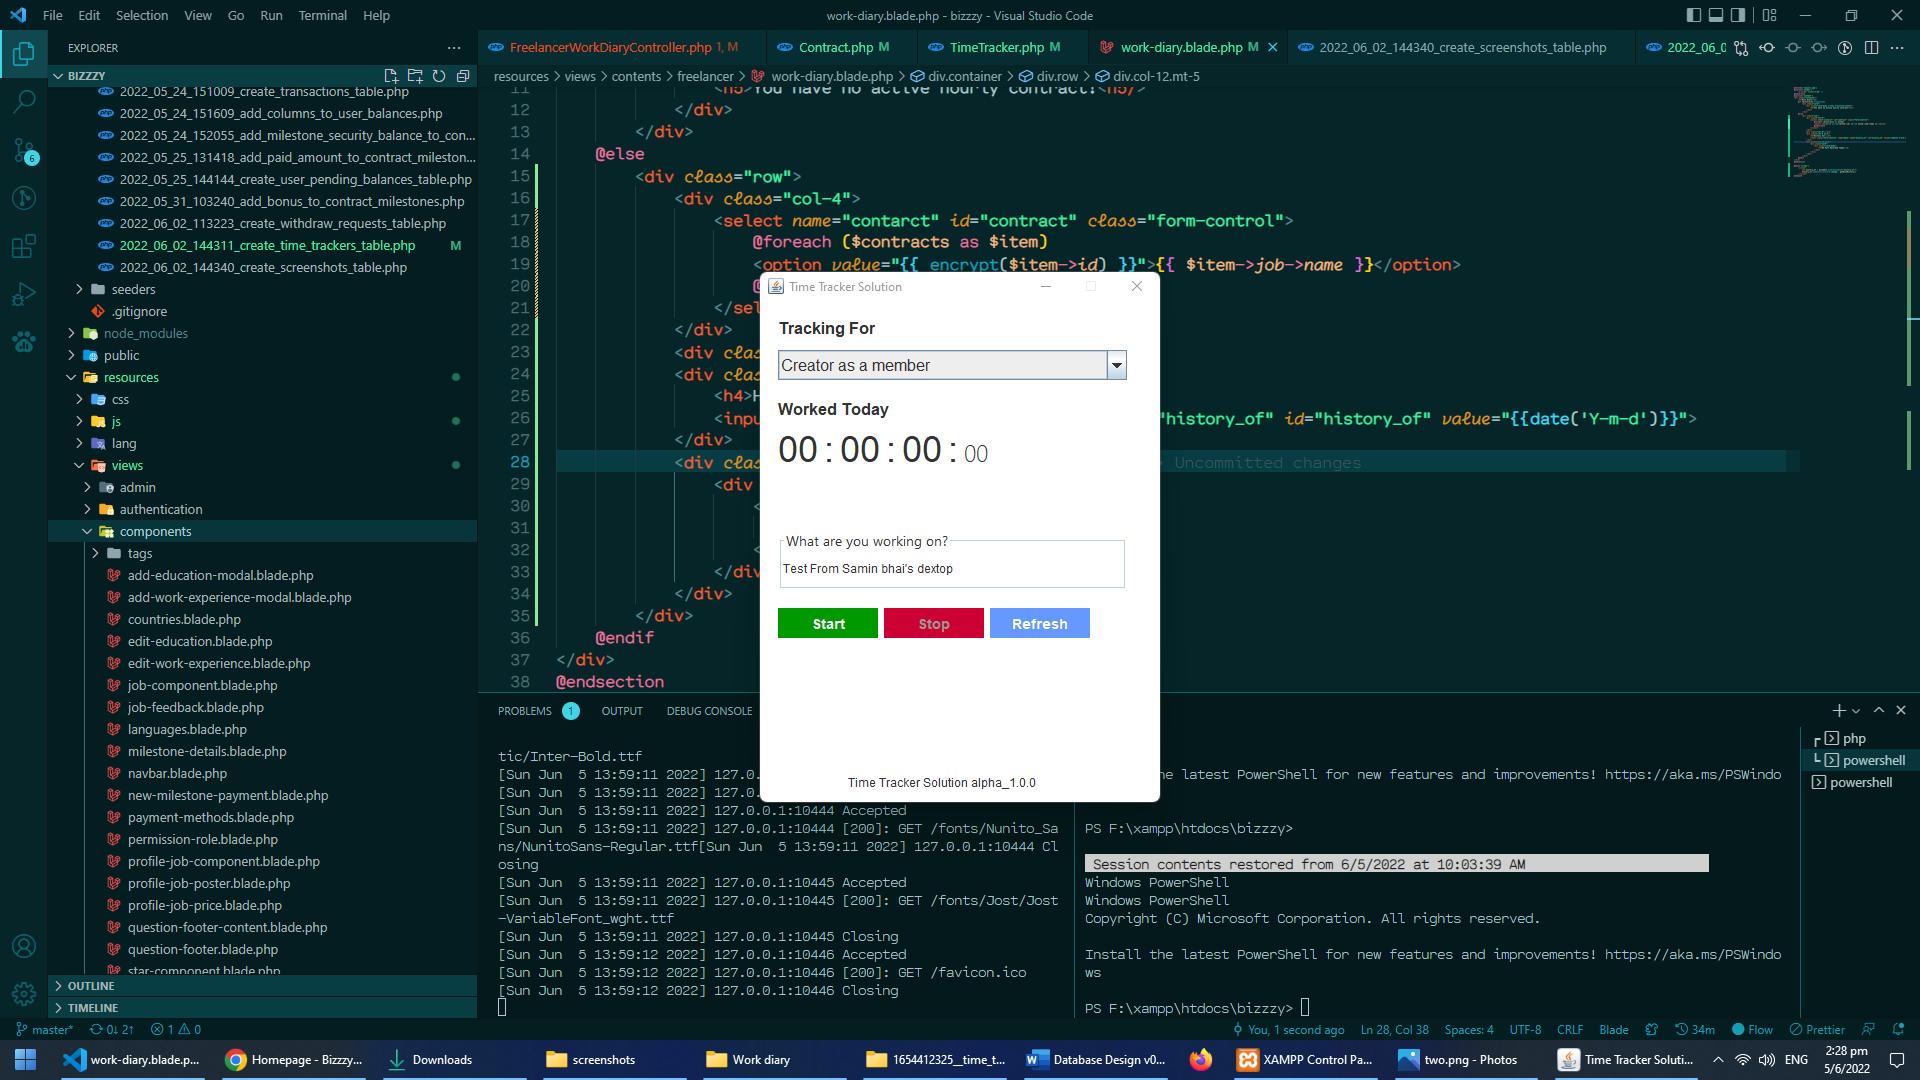 File Edit Selection View Go Run Terminal Help
work-diary.blade.php - bizzzy - Visual Studio Code
EXPLORER
BIZZZY
2022_05_24_151009_create_transactions_table.php
2022_05_24_151609_add_columns_to_user_balances.php
2022_05_24_152055_add_milestone_security_balance_to_con...
2022_05_25_131418_add_paid_amount_to_contract_mileston...
2022_05_25_144144_create_user_pending_balances_table.php
2022_05_31_103240_add_bonus_to_contract_milestones.php
2022_06_02_113223_create_withdraw_requests_table.php
2022_06_02_144311_create_time_trackers_table.php M
2022_06_02_144340_create_screenshots_table.php
seeders
.gitignore
node_modules
public
resources
css
js
lang
views
admin
authentication
components
tags
add-education-modal.blade.php
add-work-experience-modal.blade.php
countries.blade.php
edit-education.blade.php
edit-work-experience.blade.php
job-component.blade.php
job-feedback.blade.php
languages.blade.php
milestone-details.blade.php
navbar.blade.php
new-milestone-payment.blade.php
payment-methods.blade.php
permission-role.blade.php
profile-job-component.blade.php
profile-job-poster.blade.php
profile-job-price.blade.php
question-footer-content.blade.php
question-footer.blade.php
star-component.blade.php
OUTLINE
TIMELINE
6
FreelancerWorkDiaryController.php 1, M
Contract.php M
TimeTracker.php M
work-diary.blade.php M
2022_06_02_144340_create_screenshots_table.php
2022_06_0
resources > views > contents > freelancer > work-diary.blade.php > div.container > div.row > div.col-12.mt-5
11 <h5>You have no active hourly contract!<h5/>
12 </div>
13 </div>
14 @else
15 <div class="row">
16 <div class="col-4">
17 <select name="contarct" id="contract" class="form-control">
18 @foreach ($contracts as $item)
19 <option value="{{ encrypt($item->id) }}">{{ $item->job->name }}</option>
20 @
21 </sel
22 </div>
23 <div clas
24 <div clas
25 <h4>H
26 <inpu "history_of" id="history_of" value="{{date('Y-m-d')}}">
27 </div>
28 <div clas Uncommitted changes
29 <div
30 <
31
32 <
33 </div
34 </div>
35 </div>
36 @endif
37 </div>
38 @endsection
Time Tracker Solution
Tracking For
Creator as a member
Worked Today
00 : 00 : 00 : 00
What are you working on?
Test From Samin bhai's dextop
Start Stop Refresh
Time Tracker Solution alpha_1.0.0
PROBLEMS 1 OUTPUT DEBUG CONSOLE
tic/Inter-Bold.ttf
[Sun Jun 5 13:59:11 2022] 127.0
[Sun Jun 5 13:59:11 2022] 127.0
[Sun Jun 5 13:59:11 2022] 127.0.0.1:10444 Accepted
[Sun Jun 5 13:59:11 2022] 127.0.0.1:10444 [200]: GET /fonts/Nunito_Sa
ns/NunitoSans-Regular.ttf[Sun Jun 5 13:59:11 2022] 127.0.0.1:10444 Cl
osing
[Sun Jun 5 13:59:11 2022] 127.0.0.1:10445 Accepted
[Sun Jun 5 13:59:11 2022] 127.0.0.1:10445 [200]: GET /fonts/Jost/Jost
-VariableFont_wght.ttf
[Sun Jun 5 13:59:11 2022] 127.0.0.1:10445 Closing
[Sun Jun 5 13:59:12 2022] 127.0.0.1:10446 Accepted
[Sun Jun 5 13:59:12 2022] 127.0.0.1:10446 [200]: GET /favicon.ico
[Sun Jun 5 13:59:12 2022] 127.0.0.1:10446 Closing
he latest PowerShell for new features and improvements! https://aka.ms/PSWindo
PS F:\xampp\htdocs\bizzzy>
Session contents restored from 6/5/2022 at 10:03:39 AM
Windows PowerShell
Windows PowerShell
Copyright (C) Microsoft Corporation. All rights reserved.
Install the latest PowerShell for new features and improvements! https://aka.ms/PSWindo
ws
PS F:\xampp\htdocs\bizzzy>
php
powershell
powershell
master* 0↓ 2↑ 1 0
You, 1 second ago Ln 28, Col 38 Spaces: 4 UTF-8 CRLF Blade 34m Flow Prettier
work-diary.blade.p...
Homepage - Bizzzy...
Downloads
screenshots
Work diary
1654412325__time_t...
Database Design v0...
XAMPP Control Pa...
two.png - Photos
Time Tracker Soluti...
ENG
2:28 pm
5/6/2022